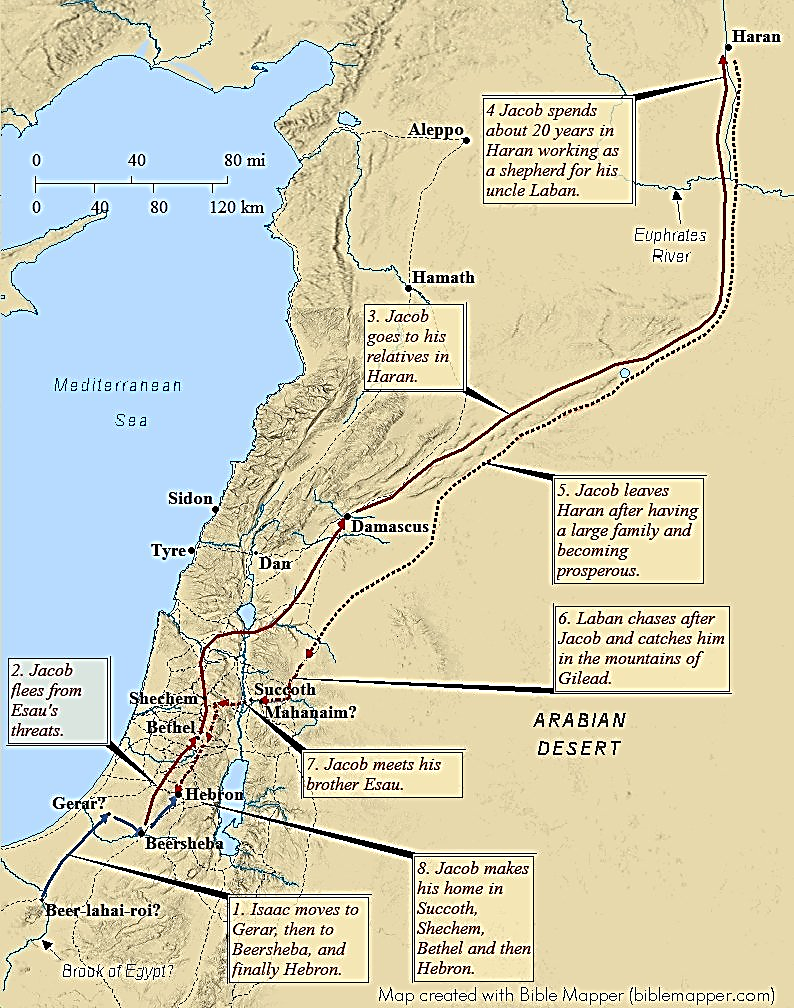 Haran
4 Jacob spends
about 20 years in
Haran working as
a shepherd for his
uncle Laban.
Aleppo
0 40 80 mi
0 40 80 120 km
Euphrates
River
Hamath
3. Jacob
goes to his
relatives in
Haran.
Mediterranean
Sea
Sidon
Damascus
5. Jacob leaves
Haran after having
a large family and
becoming
prosperous.
Tyre
Dan
6. Laban chases after
Jacob and catches him
in the mountains of
Gilead.
2. Jacob
flees from
Esau's
threats.
Shechem
Succoth
Mahanaim?
Bethel
ARABIAN
DESERT
7. Jacob meets his
brother Esau.
Hebron
Gerar?
Beersheba
8. Jacob makes
his home in
Succoth,
Shechem,
Bethel and then
Hebron.
Beer-lahai-roi?
1. Isaac moves to
Gerar, then to
Beersheba, and
finally Hebron.
Brook of Egypt?
Map created with Bible Mapper (biblemapper.com)